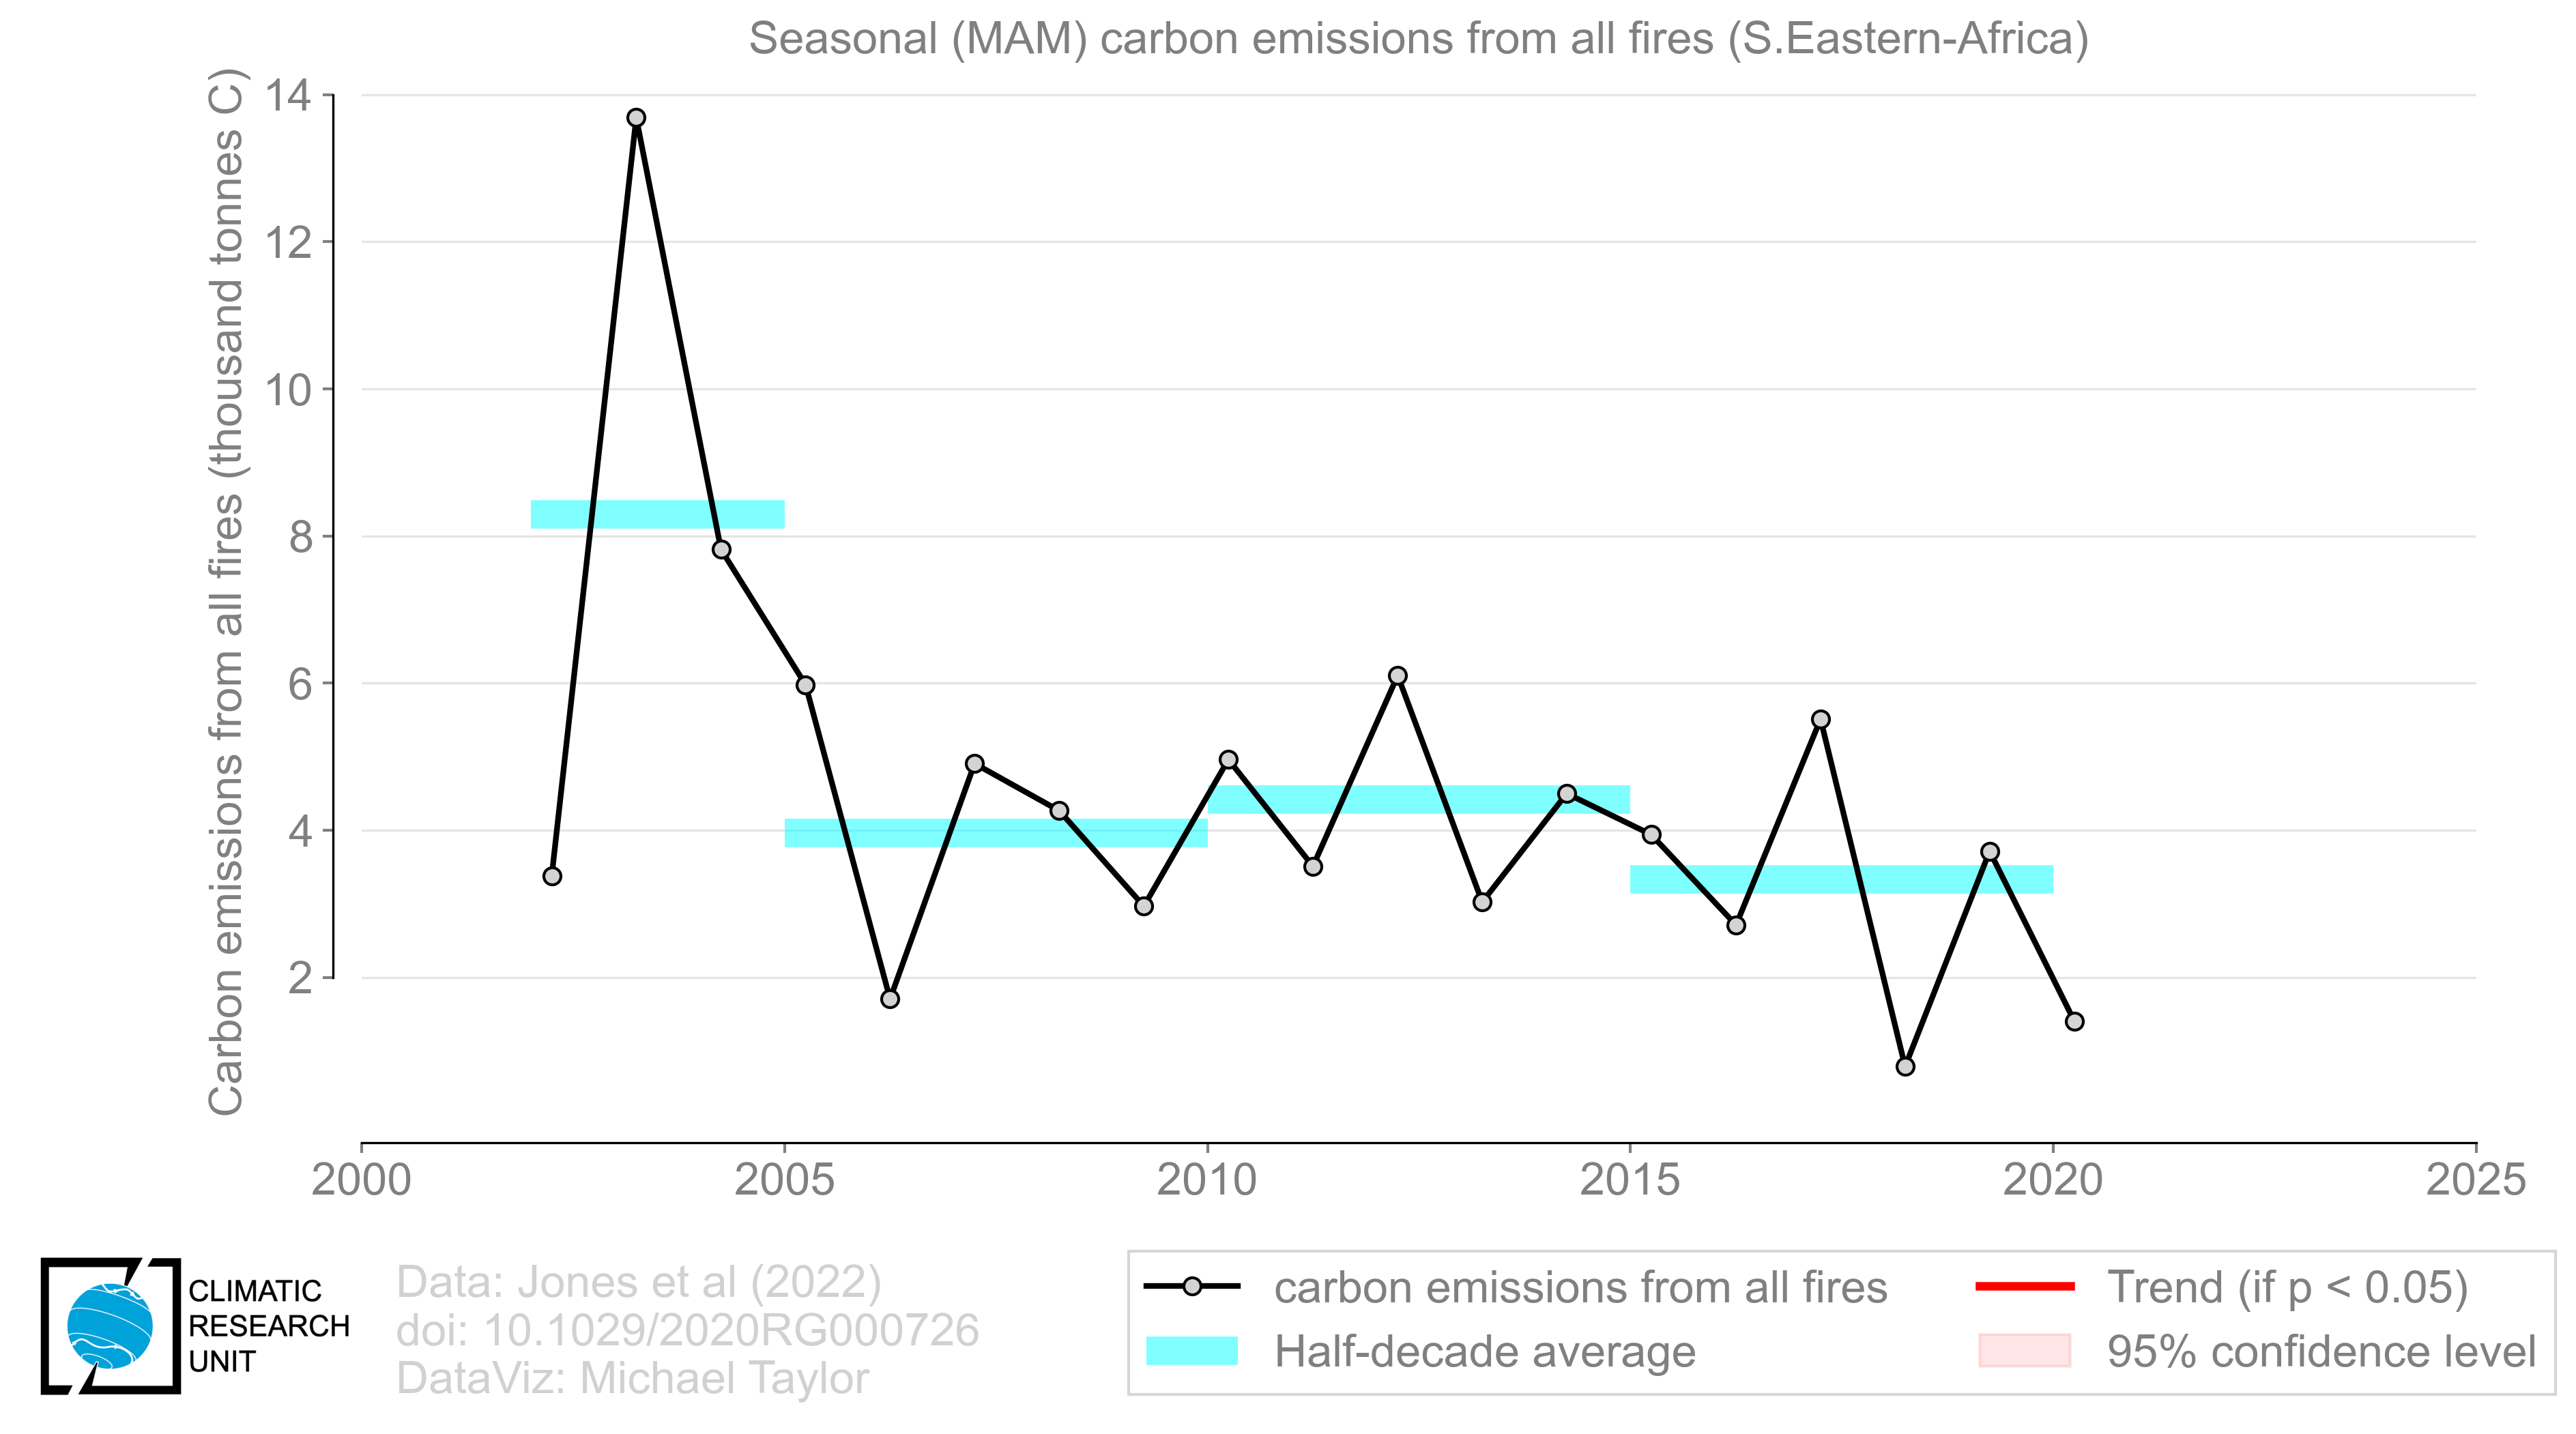 Seasonal (MAM) carbon emissions from all fires (S.Eastern-Africa)
Carbon emissions from all fires (thousand tonnes C)
14
12
10
8
6
4
2
2000
2005
2010
2015
2020
2025
CLIMATIC
RESEARCH
UNIT
Data: Jones et al (2022)
doi: 10.1029/2020RG000726
DataViz: Michael Taylor
carbon emissions from all fires
Half-decade average
Trend (if p < 0.05)
95% confidence level